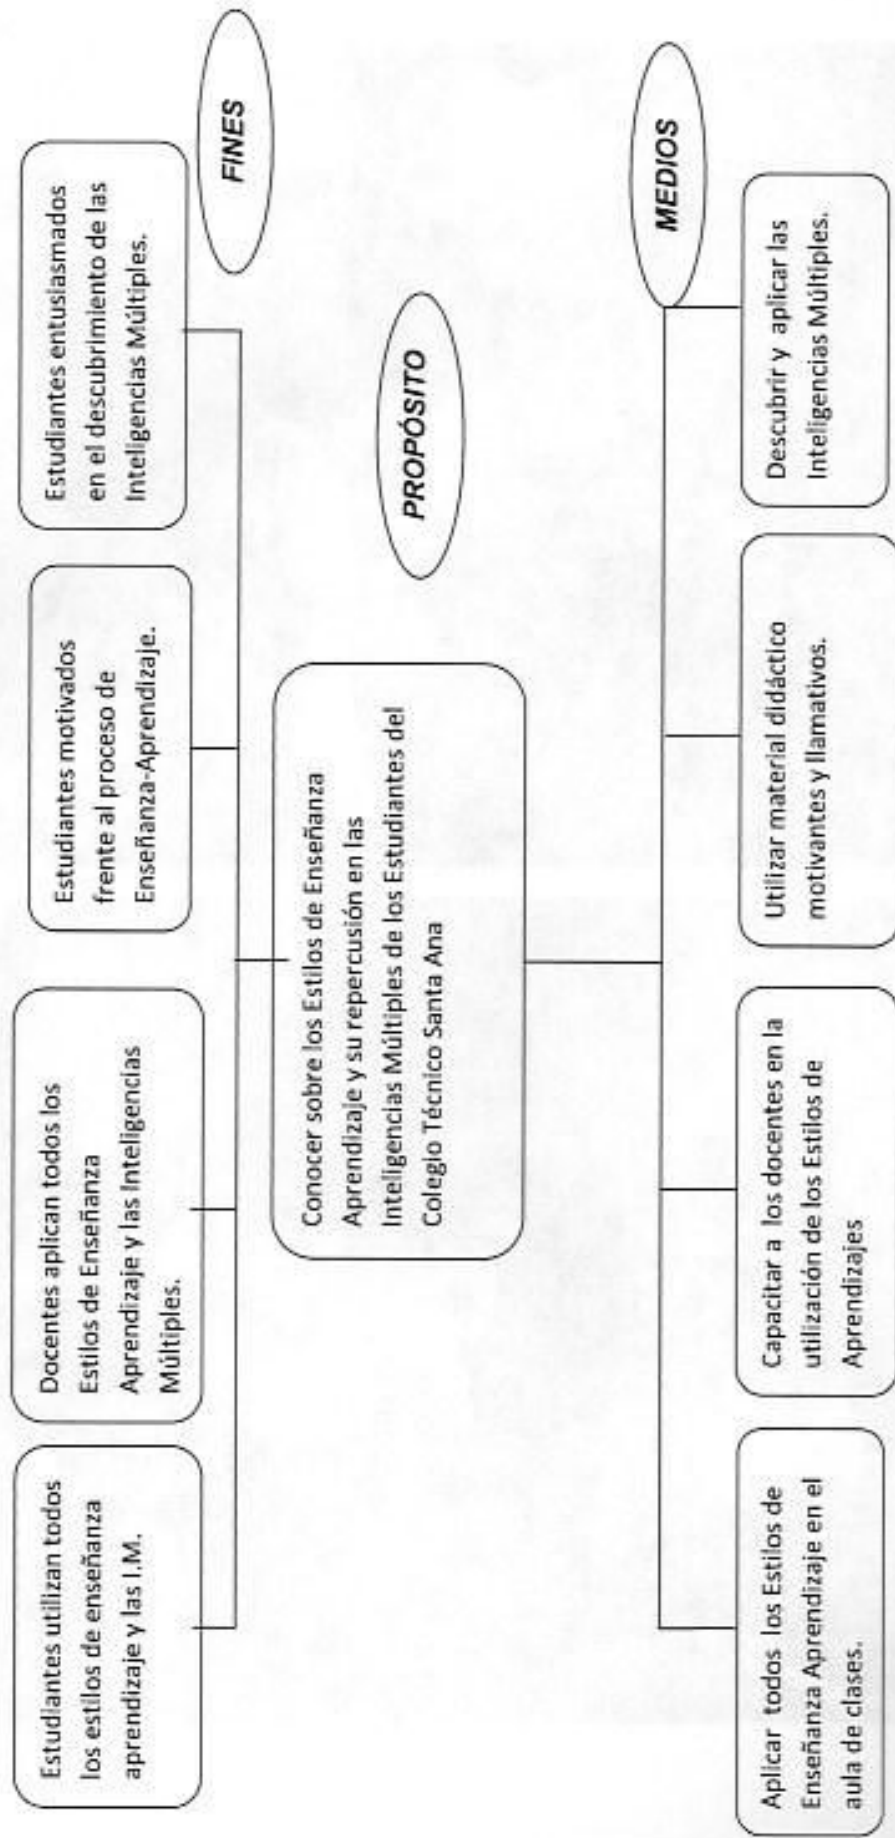 Estudiantes utilizan todos
los estilos de enseñanza
aprendizaje y las I.M.
Docentes aplican todos los
Estilos de Enseñanza
Aprendizaje y las Inteligencias
Múltiples.
Estudiantes motivados
frente al proceso de
Enseñanza-Aprendizaje.
Estudiantes entusiasmados
en el descubrimiento de las
Inteligencias Múltiples.
FINES
Conocer sobre los Estilos de Enseñanza
Aprendizaje y su repercusión en las
Inteligencias Múltiples de los Estudiantes del
Colegio Técnico Santa Ana
PROPÓSITO
MEDIOS
Aplicar todos los Estilos de
Enseñanza Aprendizaje en el
aula de clases.
Capacitar a los docentes en la
utilización de los Estilos de
Aprendizajes
Utilizar material didáctico
motivantes y llamativos.
Descubrir y aplicar las
Inteligencias Múltiples.